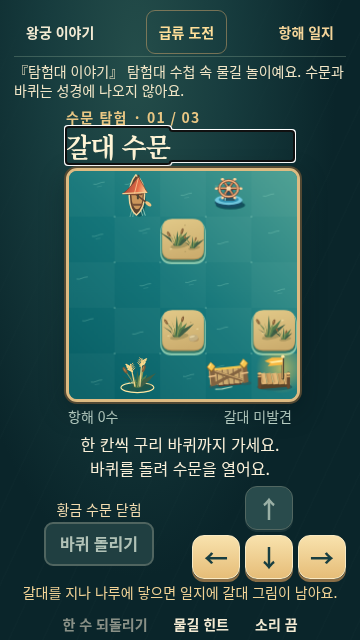 왕궁 이야기
급류 도전
항해 일지
『탐험대 이야기』 탐험대 수첩 속 물길 놀이예요. 수문과
바퀴는 성경에 나오지 않아요.
수문 탐험 · 01 / 03
갈대 수문
항해 0수
갈대 미발견
한 칸씩 구리 바퀴까지 가세요.
바퀴를 돌려 수문을 열어요.
황금 수문 닫힘
바퀴 돌리기
↑
← ↓ →
갈대를 지나 나루에 닿으면 일지에 갈대 그림이 남아요.
한 수 되돌리기
물길 힌트
소리 끔